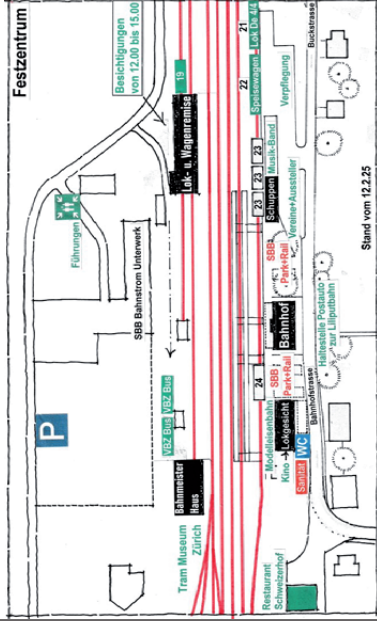 Festzentrum
Besichtigungen
von 12.00 bis 15.00
19
Lok- u. Wagenremise
Führungen
SBB Bahnstrom Unterwerk
P
VBZ Bus
VBZ Bus
Bahnmeister
Haus
Tram Museum
Zürich
21
Lok De 4/4
22
Speisewagen
Verpflegung
Buckstrasse
23
23
23
Musik-Band
Schuppen
Vereine+Aussteller
SBB
Park+Rail
Bahnhof
Stand vom 12.2.25
Haltestelle Postauto
zur Liliputbahn
24
SBB
Park+Rail
Bahnhofstrasse
Modelleisenbahn
Kino
Lokgesicht
Sanität
WC
Restaurant
Schweizerhof